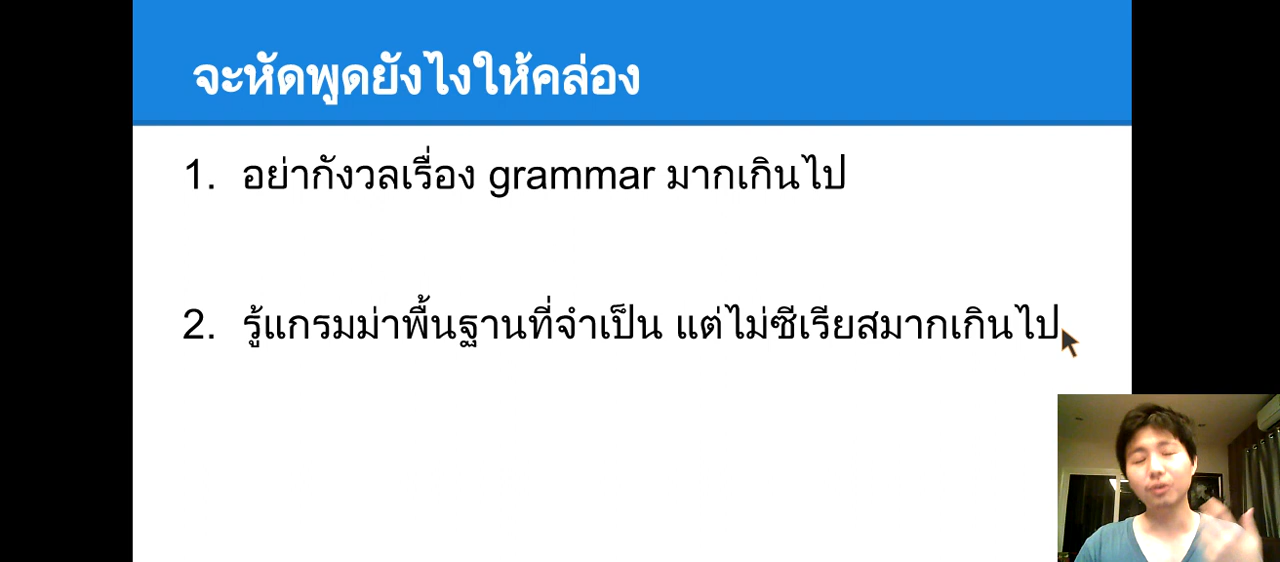 จะหัดพูดยังไงให้คล่อง
1. อย่ากังวลเรื่อง grammar มากเกินไป
2. รู้แกรมม่าพื้นฐานที่จำเป็น แต่ไม่ซีเรียสมากเกินไป